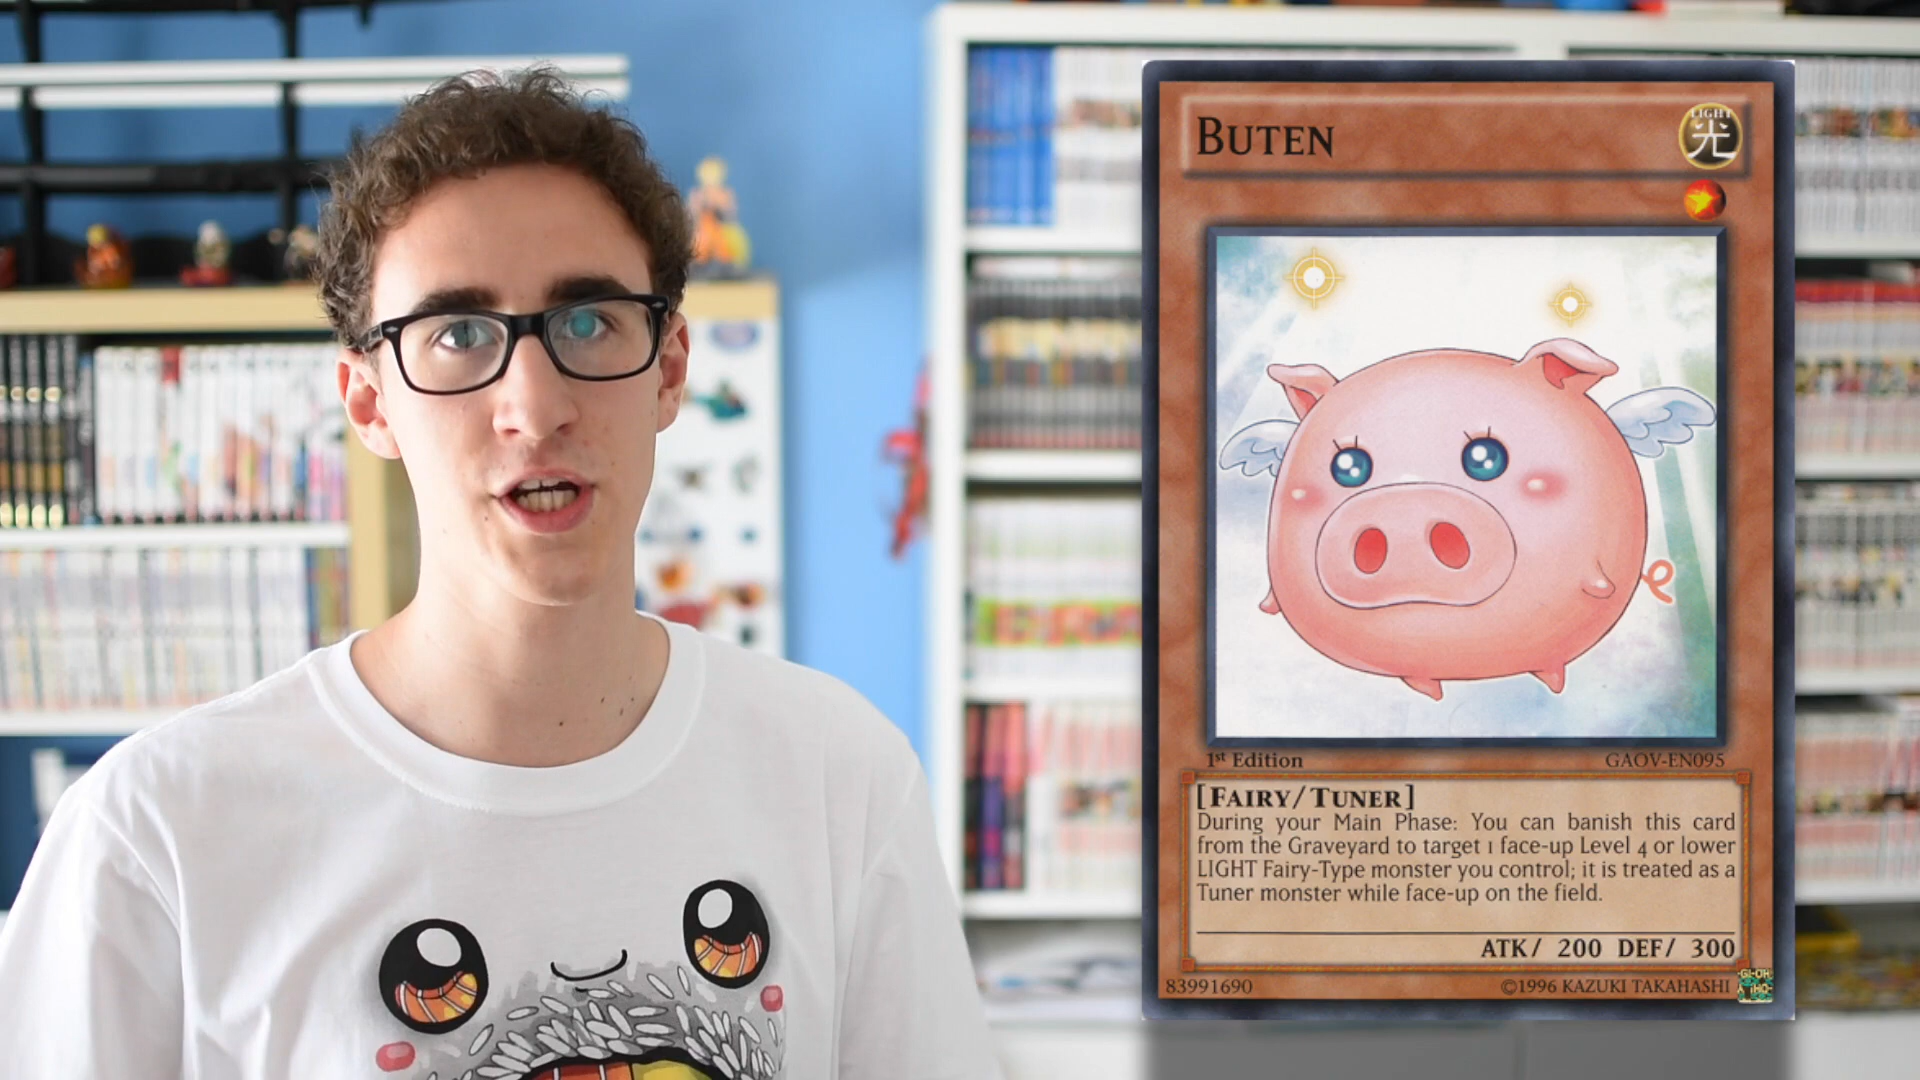 BUTEN
LIGHT
光
1st Edition
GAOV-EN095
[FAIRY/TUNER]
During your Main Phase: You can banish this card
from the Graveyard to target 1 face-up Level 4 or lower
LIGHT Fairy-Type monster you control; it is treated as a
Tuner monster while face-up on the field.
ATK/ 200 DEF/ 300
83991690
©1996 KAZUKI TAKAHASHI